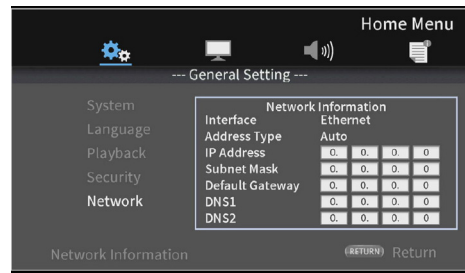 Home Menu
--- General Setting ---
System
Language
Playback
Security
Network
Network Information
Interface Ethernet
Address Type Auto
IP Address 0. 0. 0. 0
Subnet Mask 0. 0. 0. 0
Default Gateway 0. 0. 0. 0
DNS1 0. 0. 0. 0
DNS2 0. 0. 0. 0
Network Information
RETURN Return